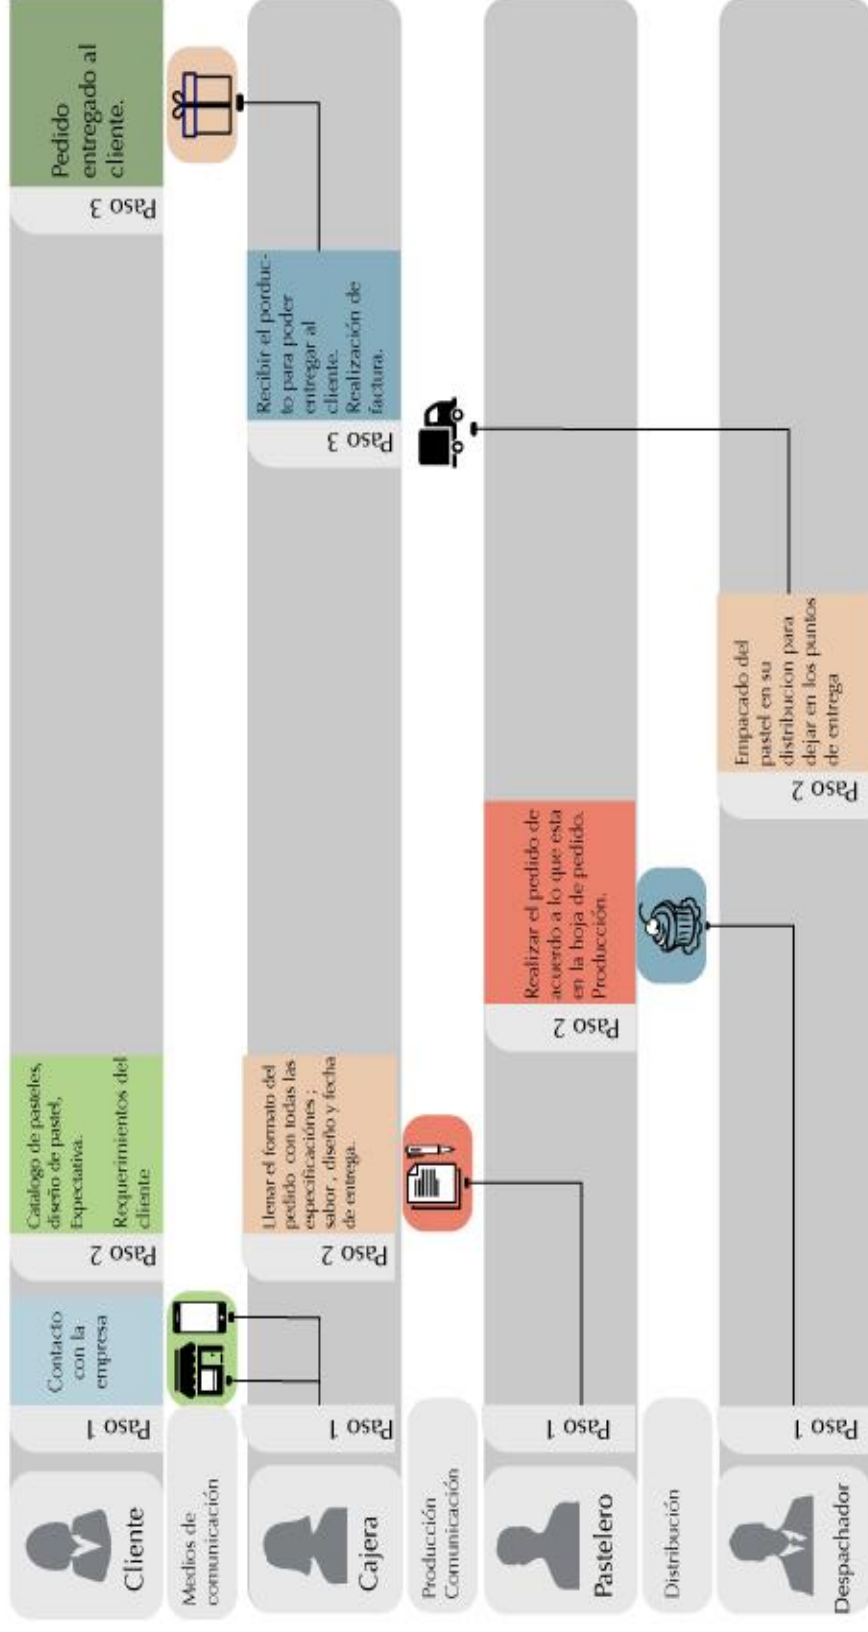 Cliente
Paso 1
Contacto
con la
empresa
Paso 2
Catalogo de pasteles,
diseño de pastel,
Expectativa.
Requerimientos del
cliente
Paso 3
Pedido
entregado al
cliente.
Medios de
comunicación
Cajera
Paso 1
Paso 2
Llenar el formato del
pedido con todas las
especificaciónes ;
sabor , diseño y fecha
de entrega.
Paso 3
Recibir el porduc-
to para poder
entregar al
cliente.
Realización de
factura.
Producción
Comunicación
Pastelero
Paso 1
Paso 2
Realizar el pedido de
acuerdo a lo que esta
en la hoja de pedido.
Producción.
Distribución
Despachador
Paso 1
Paso 2
Empacado del
pastel en su
distribucion para
dejar en los puntos
de entrega